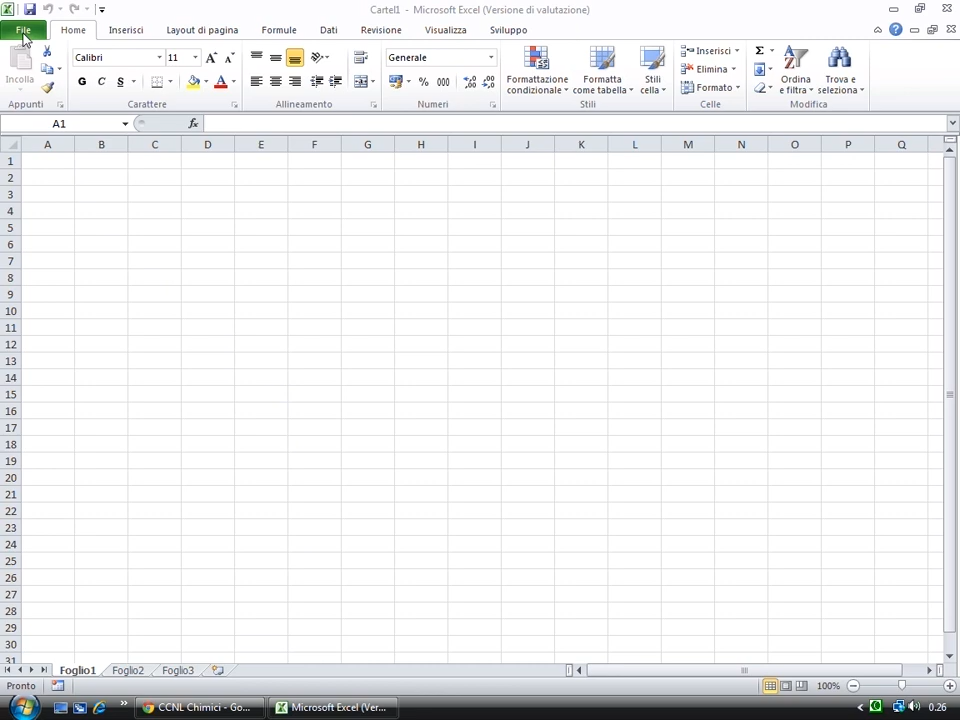 Cartel1 - Microsoft Excel (Versione di valutazione)
File Home Inserisci Layout di pagina Formule Dati Revisione Visualizza Sviluppo
Incolla
Appunti
Calibri 11
G C S
Carattere
Allineamento
Generale
% 000
Numeri
Formattazione condizionale
Formatta come tabella
Stili cella
Stili
Inserisci
Elimina
Formato
Celle
Σ
Ordina e filtra
Trova e seleziona
Modifica
A1 fx
A B C D E F G H I J K L M N O P Q
1
2
3
4
5
6
7
8
9
10
11
12
13
14
15
16
17
18
19
20
21
22
23
24
25
26
27
28
29
30
31
Foglio1 Foglio2 Foglio3
Pronto 100%
CCNL Chimici - Go... Microsoft Excel (Ver... 0.26